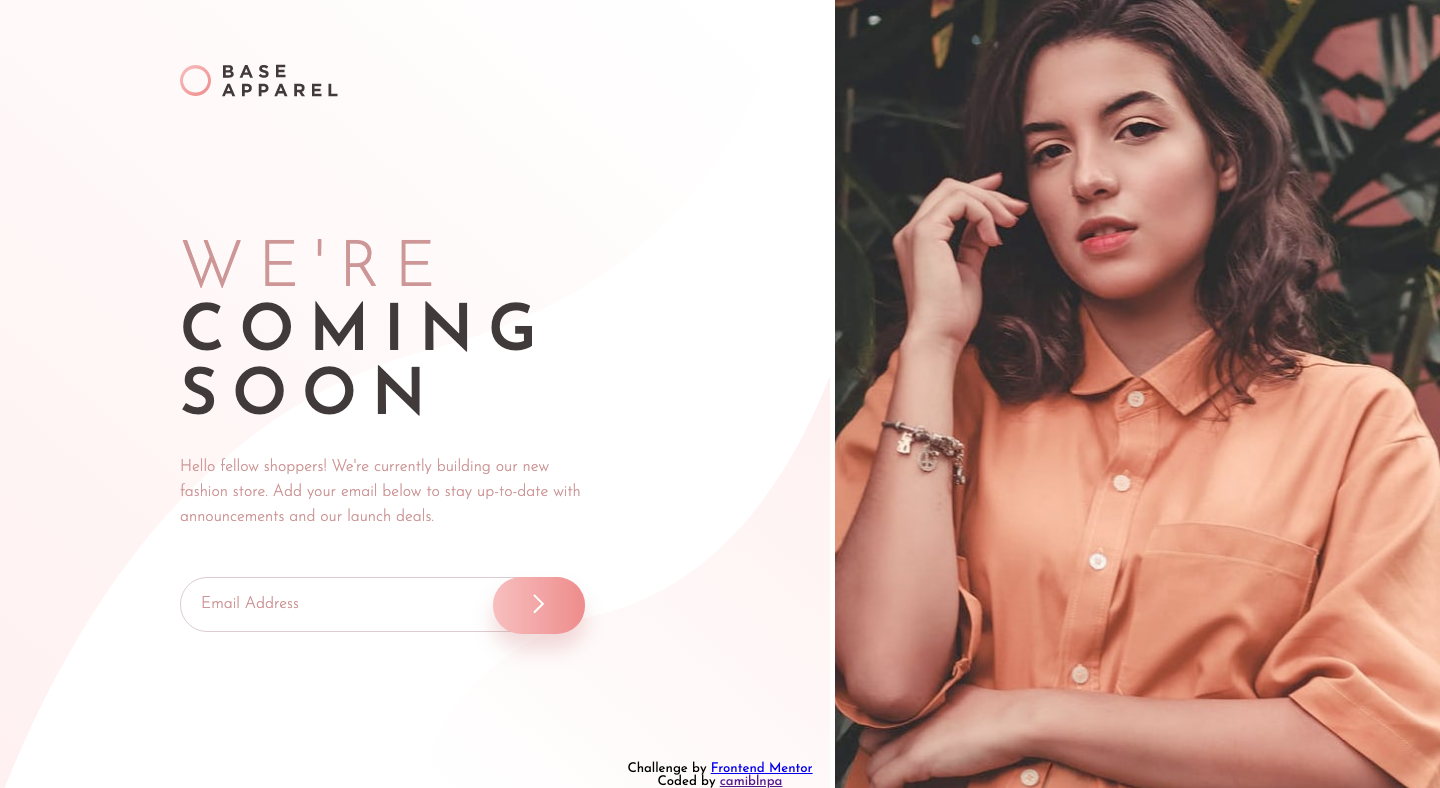 BASE
APPAREL
WE'RE
COMING
SOON
Hello fellow shoppers! We're currently building our new
fashion store. Add your email below to stay up-to-date with
announcements and our launch deals.
Email Address
Challenge by Frontend Mentor
Coded by camiblnpa